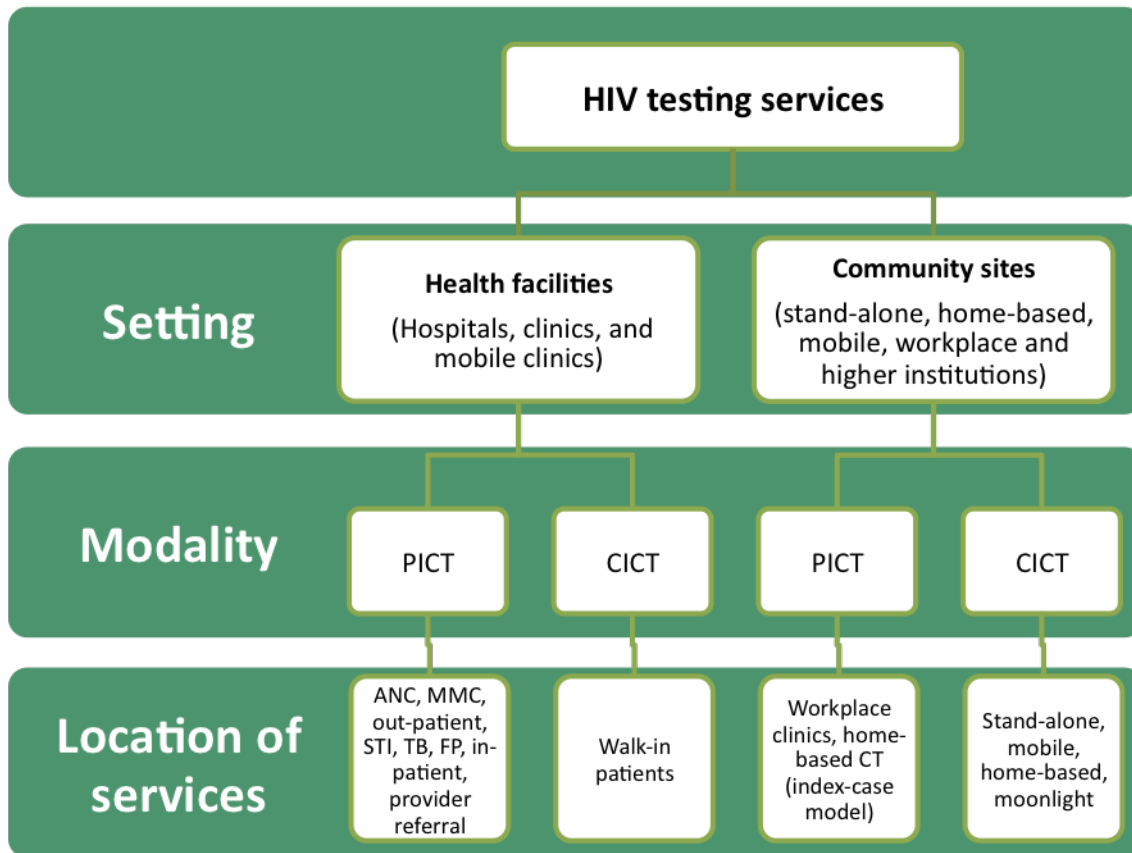 HIV testing services
Setting
Health facilities
(Hospitals, clinics, and
mobile clinics)
Community sites
(stand-alone, home-based,
mobile, workplace and
higher institutions)
Modality
PICT
CICT
PICT
CICT
Location of
services
ANC, MMC,
out-patient,
STI, TB, FP, in-
patient,
provider
referral
Walk-in
patients
Workplace
clinics, home-
based CT
(index-case
model)
Stand-alone,
mobile,
home-based,
moonlight